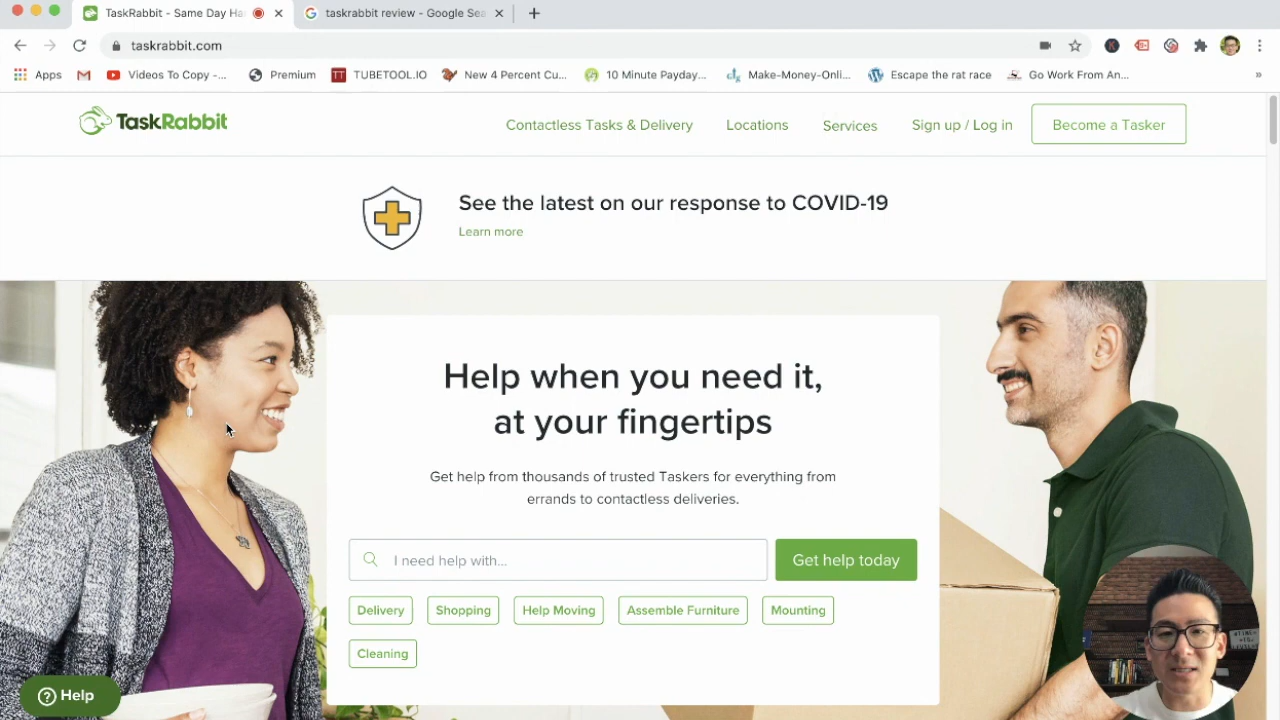 TaskRabbit - Same Day Ha
taskrabbit review - Google Sea
taskrabbit.com
Apps
Videos To Copy -...
Premium
TT TUBETOOL.IO
New 4 Percent Cu...
10 Minute Payday...
Make-Money-Onli...
Escape the rat race
Go Work From An...
»
TaskRabbit
Contactless Tasks & Delivery
Locations
Services
Sign up / Log in
Become a Tasker
See the latest on our response to COVID-19
Learn more
Help when you need it,
at your fingertips
Get help from thousands of trusted Taskers for everything from
errands to contactless deliveries.
I need help with...
Get help today
Delivery
Shopping
Help Moving
Assemble Furniture
Mounting
Cleaning
Help